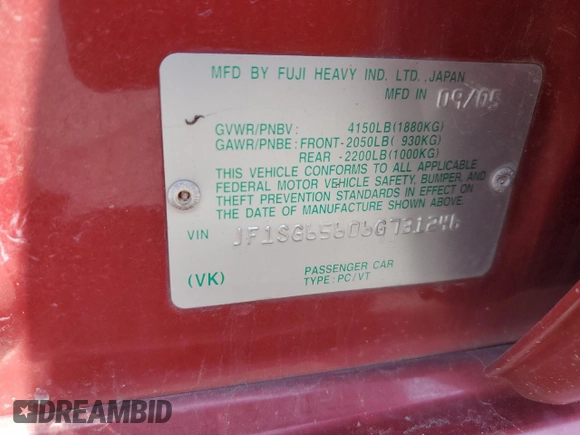 MFD BY FUJI HEAVY IND. LTD. JAPAN
MFD IN 09/05
GVWR/PNBV: 4150LB(1880KG)
GAWR/PNBE: FRONT-2050LB( 930KG)
REAR -2200LB(1000KG)
THIS VEHICLE CONFORMS TO ALL APPLICABLE
FEDERAL MOTOR VEHICLE SAFETY, BUMPER, AND
THEFT PREVENTION STANDARDS IN EFFECT ON
THE DATE OF MANUFACTURE SHOWN ABOVE.
VIN JF1SG65606G731246
(VK)
PASSENGER CAR
TYPE: PC/VT
DREAMBID